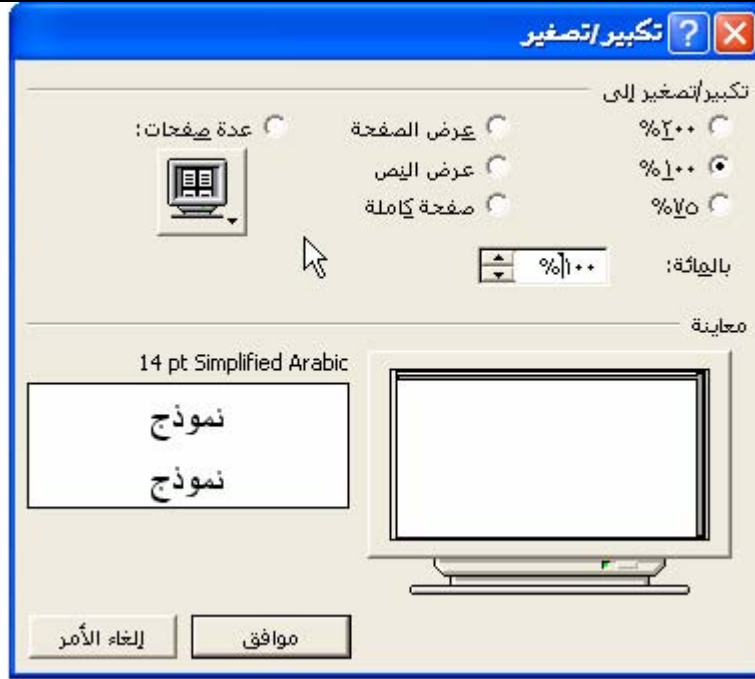 تكبير/تصغير
تكبير/تصغير إلى
٢٠٠%
عرض الصفحة
عدة صفحات:
١٠٠%
عرض النص
٧٥%
صفحة كاملة
بالمائة:
١٠٠%
معاينة
14 pt Simplified Arabic
نموذج
نموذج
موافق
إلغاء الأمر